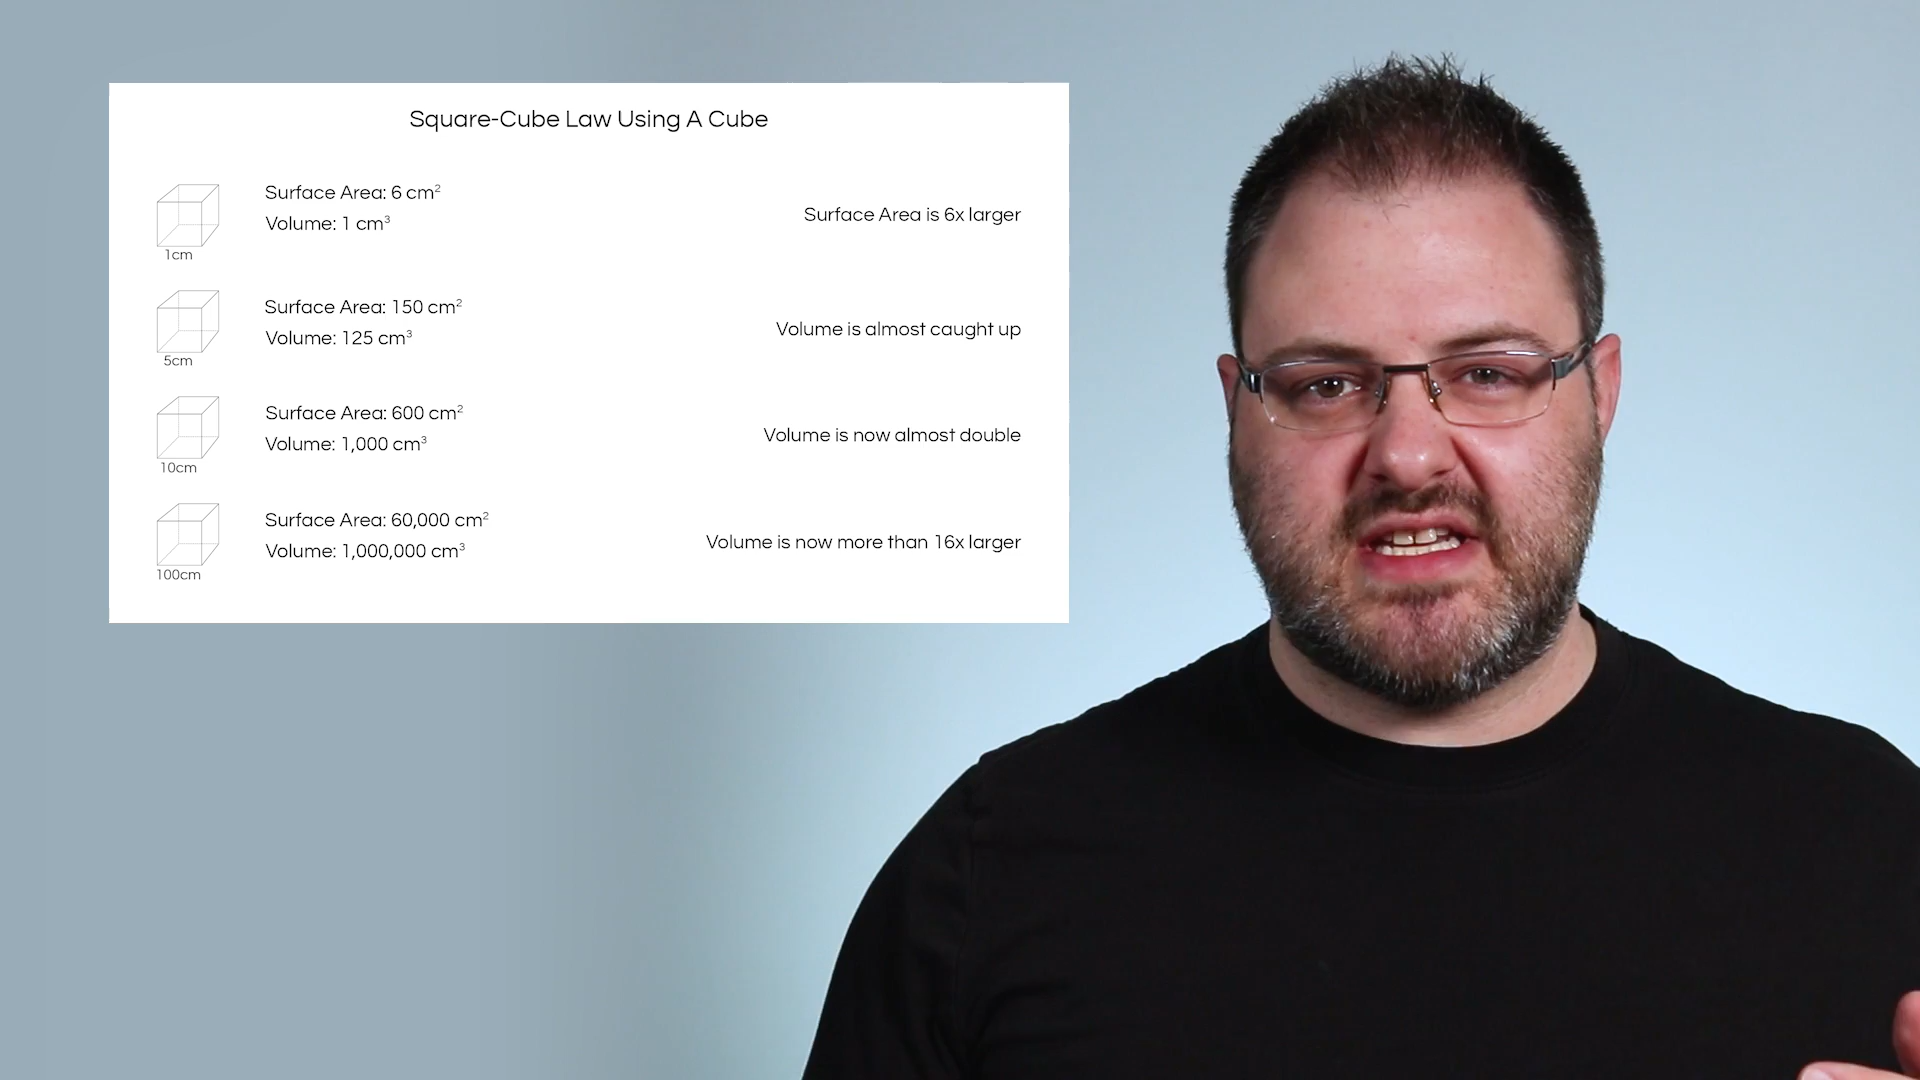 Square-Cube Law Using A Cube
Surface Area: 6 cm²
Volume: 1 cm³
Surface Area is 6x larger
1cm
Surface Area: 150 cm²
Volume: 125 cm³
Volume is almost caught up
5cm
Surface Area: 600 cm²
Volume: 1,000 cm³
Volume is now almost double
10cm
Surface Area: 60,000 cm²
Volume: 1,000,000 cm³
Volume is now more than 16x larger
100cm